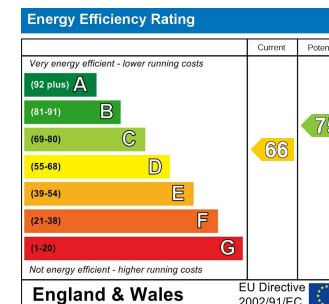 Energy Efficiency Rating
Current
Very energy efficient - lower running costs
(92 plus) A
(81-91) B
(69-80) C
(55-68) D
66
(39-54) E
(21-38) F
(1-20) G
Not energy efficient - higher running costs
England & Wales
EU Directive
2002/91/EC